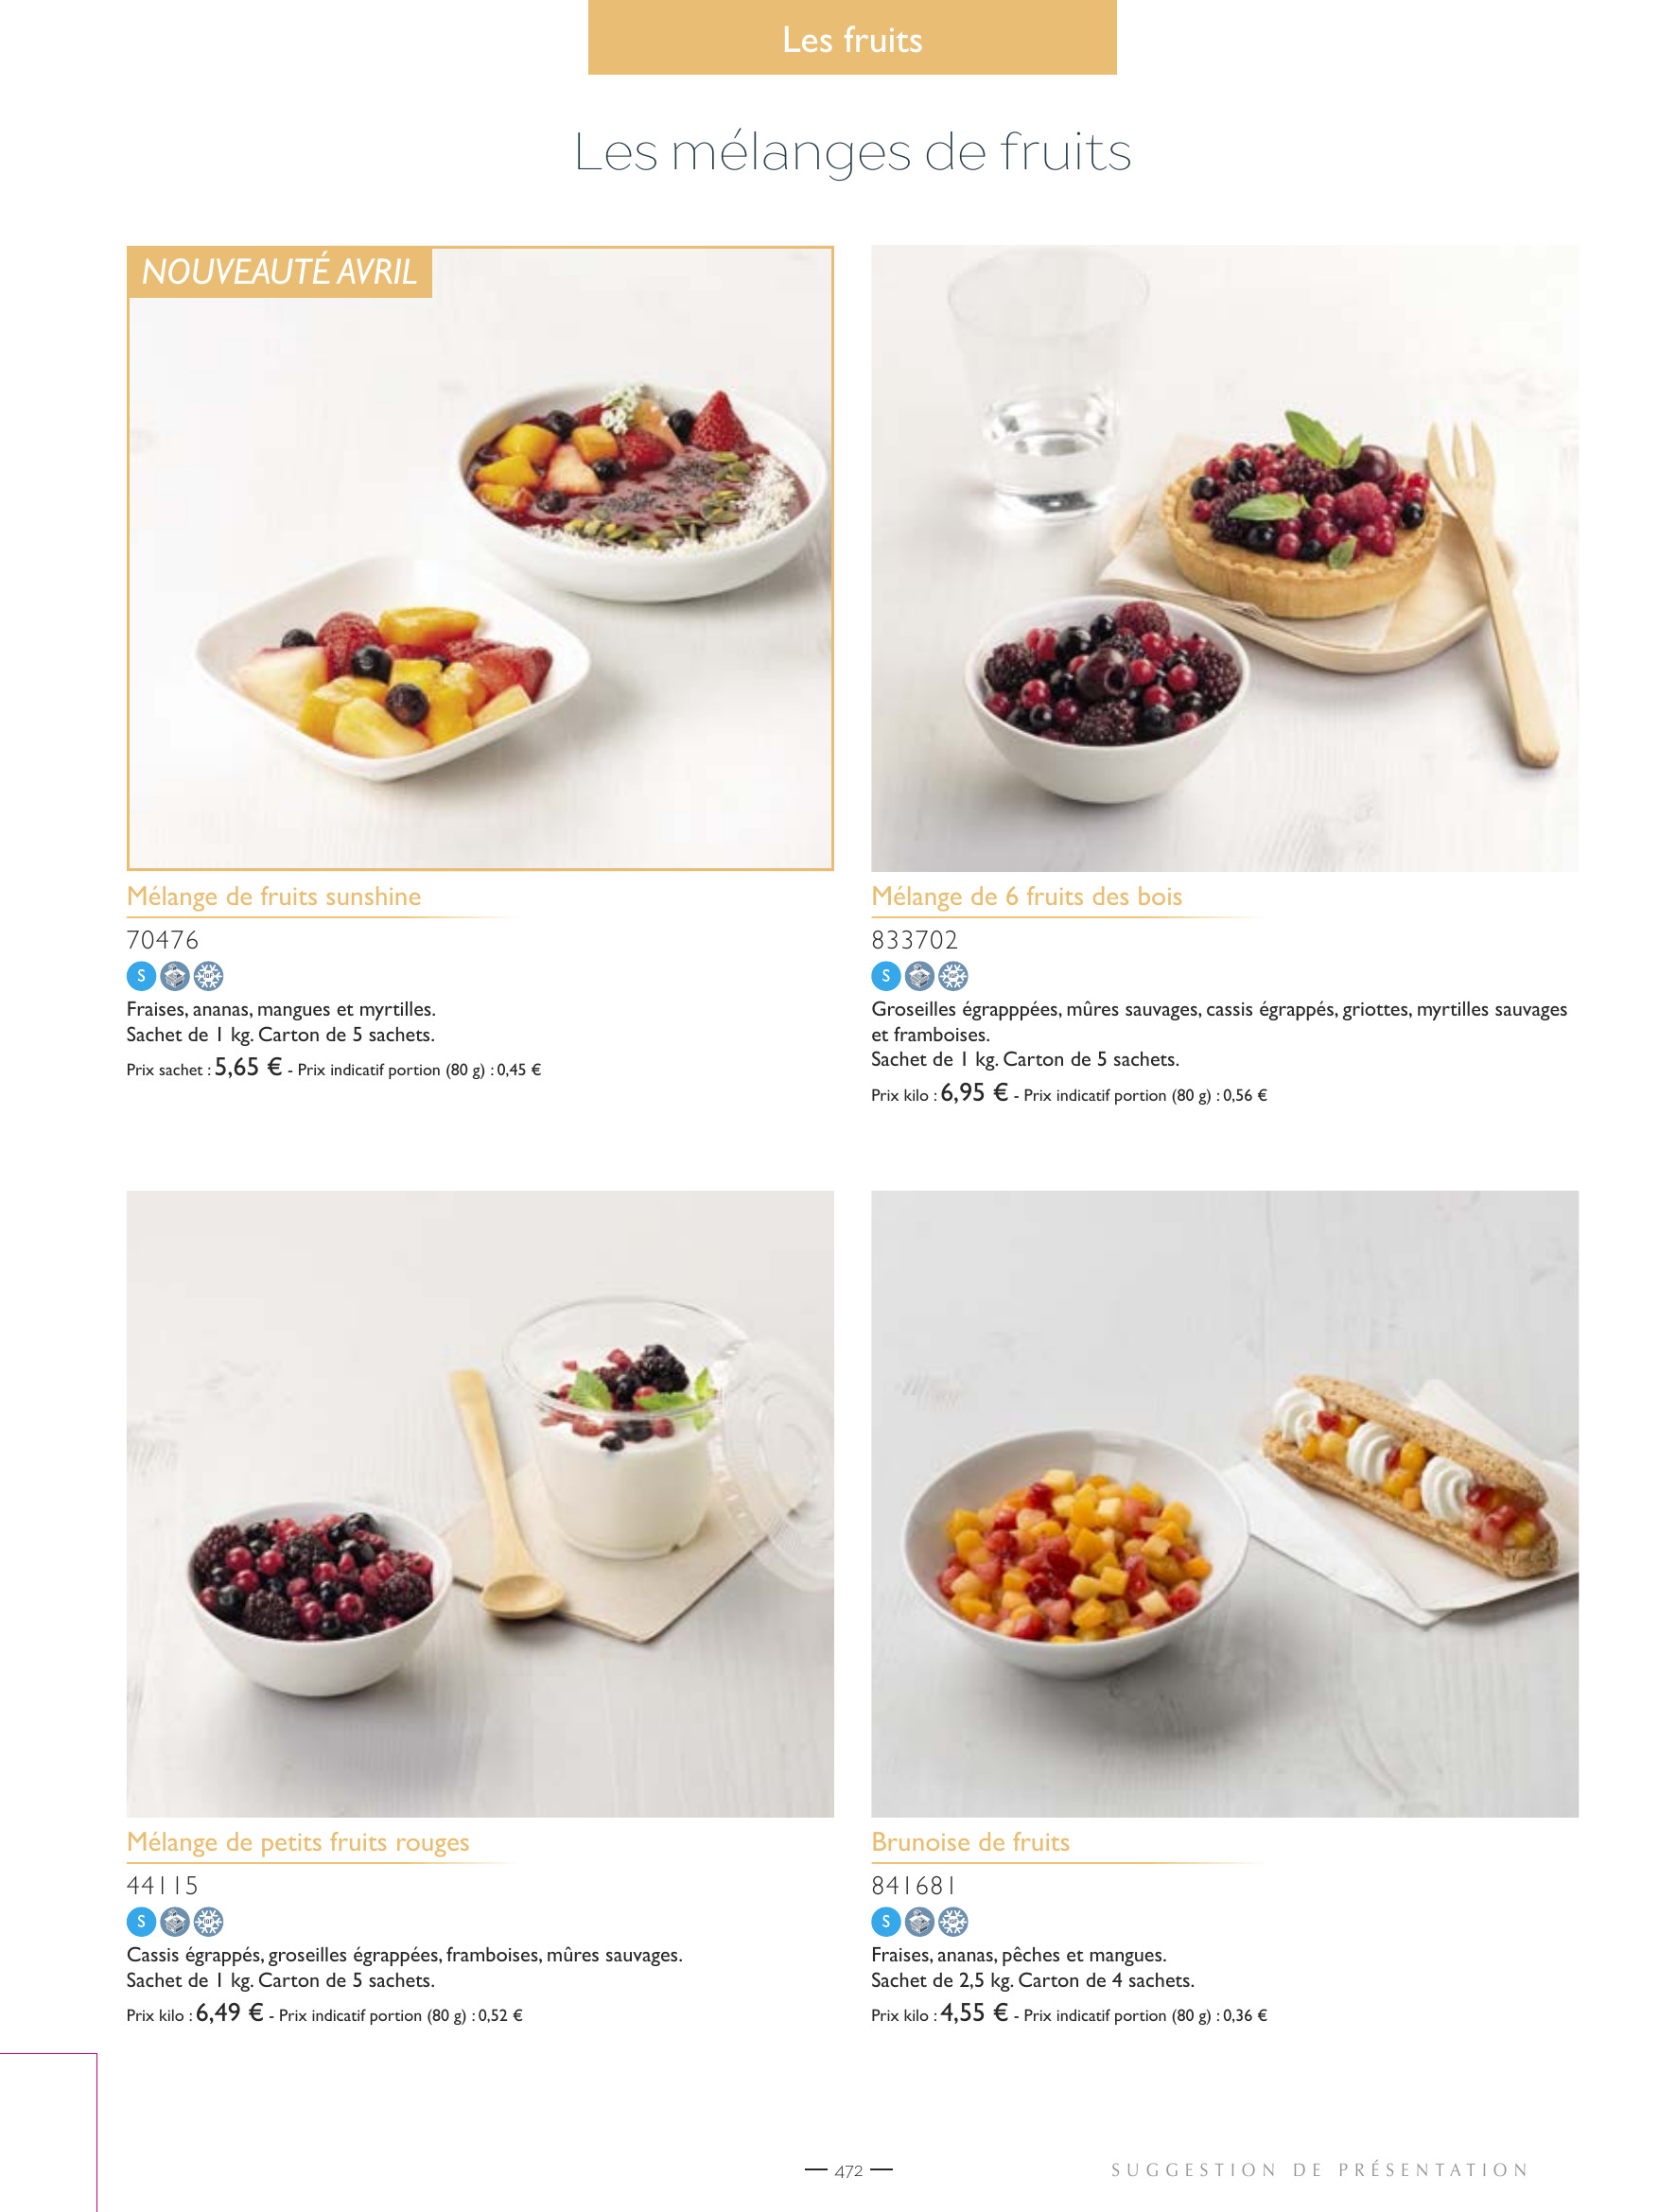 Les fruits
Les mélanges de fruits
NOUVEAUTÉ AVRIL
Mélange de fruits sunshine
70476
S
Fraises, ananas, mangues et myrtilles.
Sachet de 1 kg. Carton de 5 sachets.
Prix sachet : 5,65 € - Prix indicatif portion (80 g) : 0,45 €
Mélange de 6 fruits des bois
833702
S
Groseilles égrapppées, mûres sauvages, cassis égrappés, griottes, myrtilles sauvages
et framboises.
Sachet de 1 kg. Carton de 5 sachets.
Prix kilo : 6,95 € - Prix indicatif portion (80 g) : 0,56 €
Mélange de petits fruits rouges
44115
S
Cassis égrappés, groseilles égrappées, framboises, mûres sauvages.
Sachet de 1 kg. Carton de 5 sachets.
Prix kilo : 6,49 € - Prix indicatif portion (80 g) : 0,52 €
Brunoise de fruits
841681
S
Fraises, ananas, pêches et mangues.
Sachet de 2,5 kg. Carton de 4 sachets.
Prix kilo : 4,55 € - Prix indicatif portion (80 g) : 0,36 €
472
SUGGESTION DE PRÉSENTATION